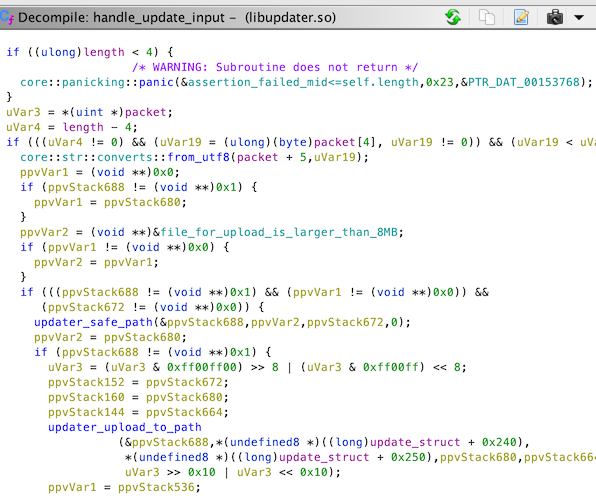 Decompile: handle_update_input - (libupdater.so)
if ((ulong)length < 4) {
/* WARNING: Subroutine does not return */
core::panicking::panic(&assertion_failed_mid<=self.length,0x23,&PTR_DAT_00153768);
}
uVar3 = *(uint *)packet;
uVar4 = length - 4;
if (((uVar4 != 0) && (uVar19 = (ulong)(byte)packet[4], uVar19 != 0)) && (uVar19 < uVa
core::str::converts::from_utf8(packet + 5,uVar19);
ppvVar1 = (void **)0x0;
if (ppvStack688 != (void **)0x1) {
ppvVar1 = ppvStack680;
}
ppvVar2 = (void **)&file_for_upload_is_larger_than_8MB;
if (ppvVar1 != (void **)0x0) {
ppvVar2 = ppvVar1;
}
if (((ppvStack688 != (void **)0x1) && (ppvVar1 != (void **)0x0)) &&
(ppvStack672 != (void **)0x0)) {
updater_safe_path(&ppvStack688,ppvVar2,ppvStack672,0);
ppvVar2 = ppvStack680;
if (ppvStack688 != (void **)0x1) {
uVar3 = (uVar3 & 0xff00ff00) >> 8 | (uVar3 & 0xff00ff) << 8;
ppvStack152 = ppvStack672;
ppvStack160 = ppvStack680;
ppvStack144 = ppvStack664;
updater_upload_to_path
(&ppvStack688,*(undefined8 *)((long)update_struct + 0x240),
*(undefined8 *)((long)update_struct + 0x250),ppvStack680,ppvStack664
uVar3 >> 0x10 | uVar3 << 0x10);
ppvVar1 = ppvStack536;